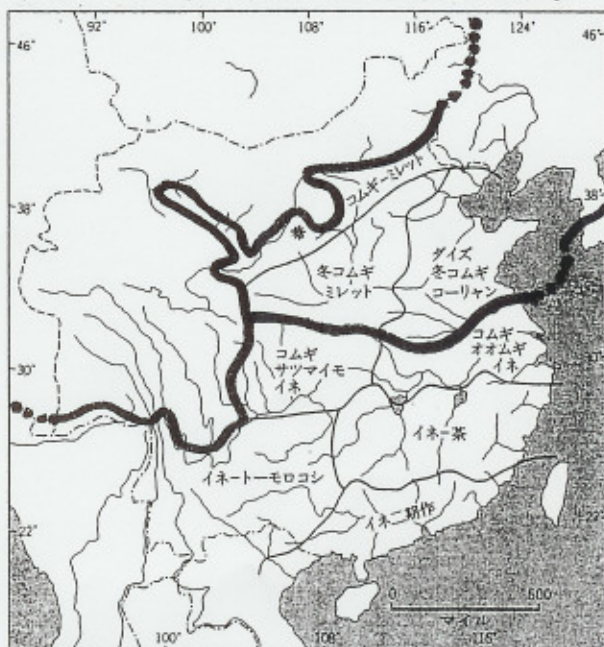 92°
100°
108°
116°
124°
46°
46°
コムギーミレット
38°
38°
冬コムギ
ミレット
ダイズ
冬コムギ
コーリャン
30°
コムギ
サツマイモ
イネ
コムギ
オオムギ
イネ
イネー茶
イネートーモロコシ
イネ二期作
22°
22°
0 500
マイル
100°
108°
116°